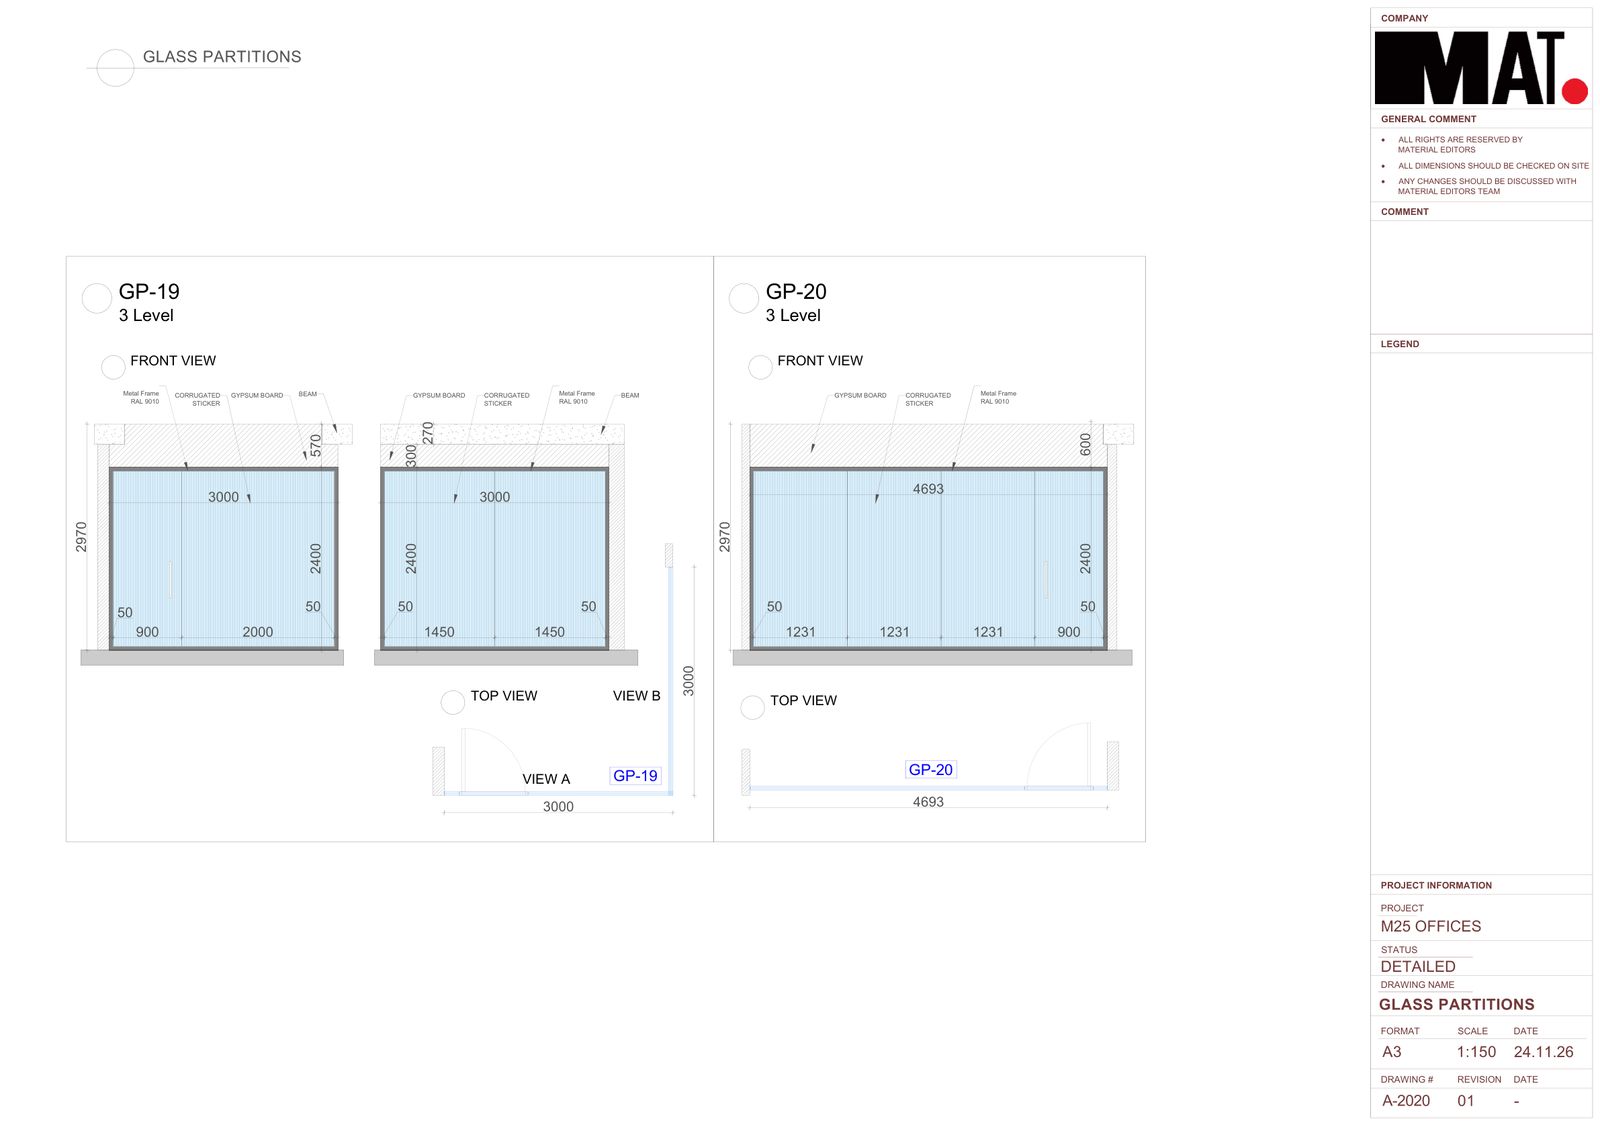 GLASS PARTITIONS
GP-19
3 Level
FRONT VIEW
Metal Frame
RAL 9010
CORRUGATED
STICKER
GYPSUM BOARD
BEAM
GYPSUM BOARD
CORRUGATED
STICKER
Metal Frame
RAL 9010
BEAM
570
3000
2970
2400
50
50
900
2000
270
300
3000
2400
50
50
1450
1450
TOP VIEW
VIEW B
3000
VIEW A
GP-19
3000
GP-20
3 Level
FRONT VIEW
GYPSUM BOARD
CORRUGATED
STICKER
Metal Frame
RAL 9010
600
4693
2970
2400
50
50
1231
1231
1231
900
TOP VIEW
GP-20
4693
COMPANY
MAT.
GENERAL COMMENT
• ALL RIGHTS ARE RESERVED BY
MATERIAL EDITORS
• ALL DIMENSIONS SHOULD BE CHECKED ON SITE
• ANY CHANGES SHOULD BE DISCUSSED WITH
MATERIAL EDITORS TEAM
COMMENT
LEGEND
PROJECT INFORMATION
PROJECT
M25 OFFICES
STATUS
DETAILED
DRAWING NAME
GLASS PARTITIONS
FORMAT SCALE DATE
A3 1:150 24.11.26
DRAWING # REVISION DATE
A-2020 01 -